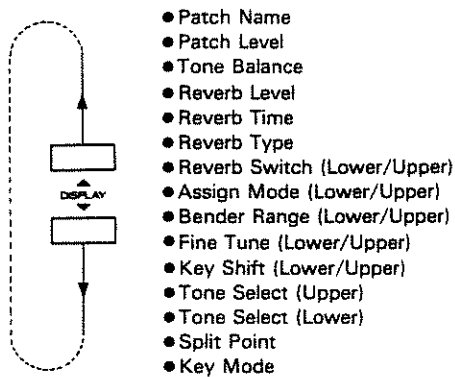 ● Patch Name
● Patch Level
● Tone Balance
● Reverb Level
● Reverb Time
● Reverb Type
● Reverb Switch (Lower/Upper)
● Assign Mode (Lower/Upper)
● Bender Range (Lower/Upper)
● Fine Tune (Lower/Upper)
● Key Shift (Lower/Upper)
● Tone Select (Upper)
● Tone Select (Lower)
● Split Point
● Key Mode
DISPLAY